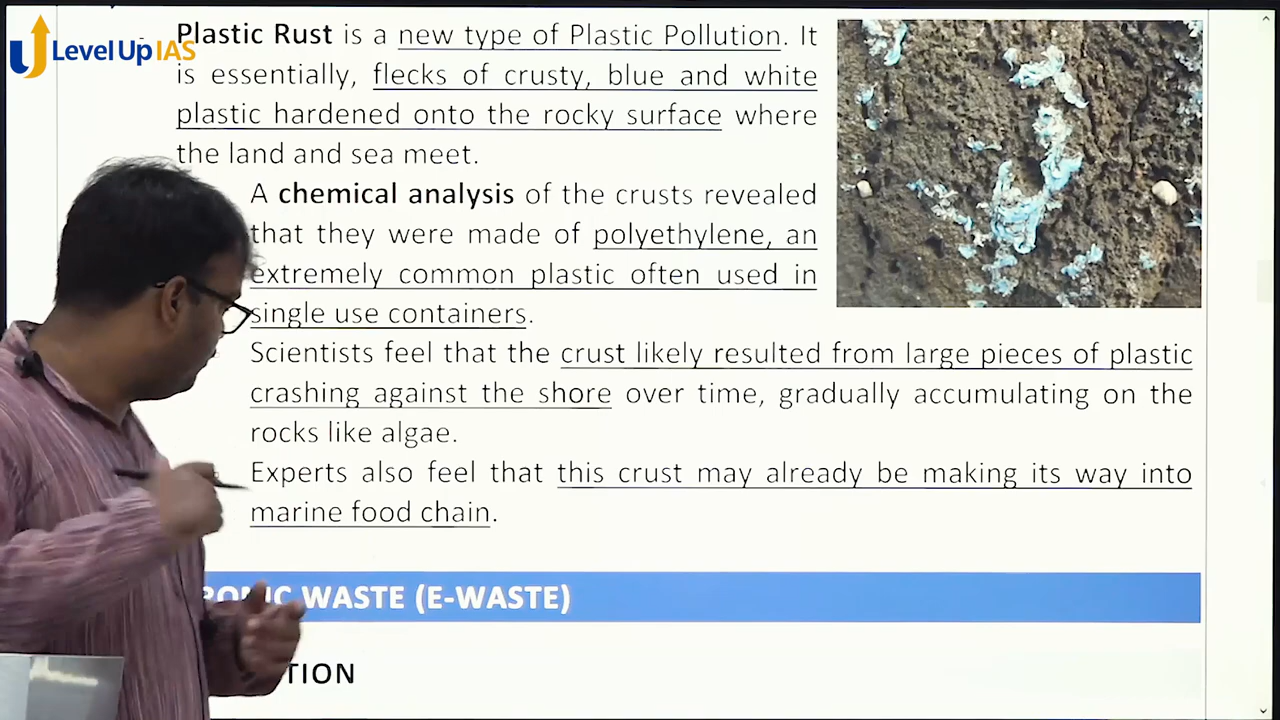 Level Up IAS
Plastic Rust is a new type of Plastic Pollution. It
is essentially, flecks of crusty, blue and white
plastic hardened onto the rocky surface where
the land and sea meet.
A chemical analysis of the crusts revealed
that they were made of polyethylene, an
extremely common plastic often used in
single use containers.
Scientists feel that the crust likely resulted from large pieces of plastic
crashing against the shore over time, gradually accumulating on the
rocks like algae.
Experts also feel that this crust may already be making its way into
marine food chain.
WASTE (E-WASTE)